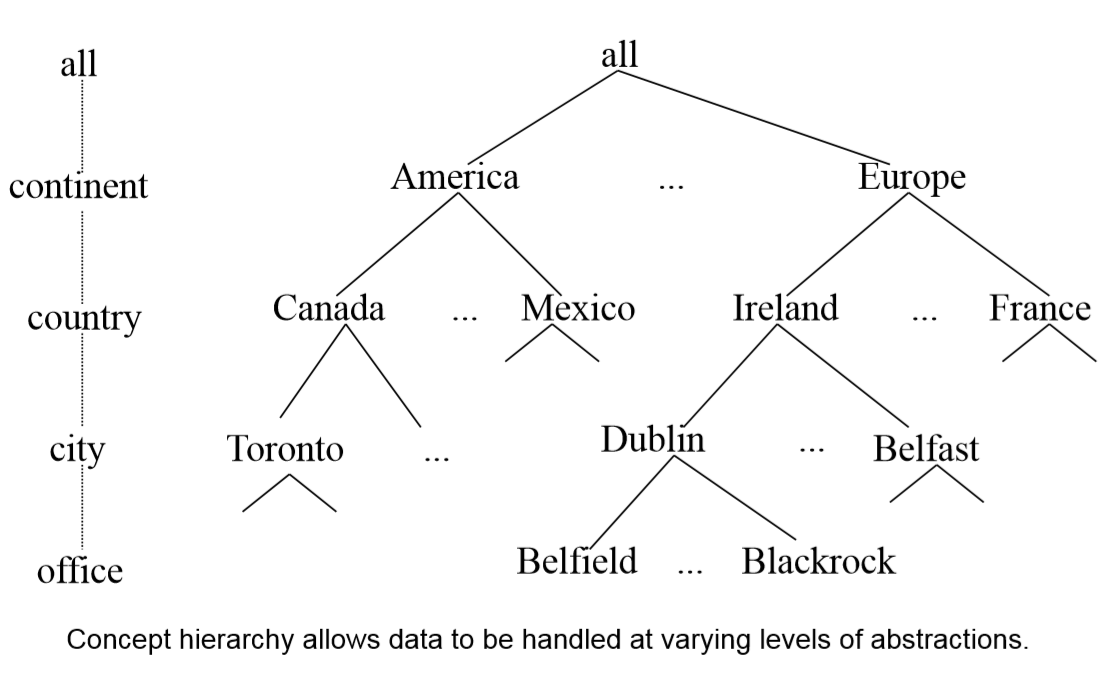 all all
continent America ... Europe
country Canada ... Mexico Ireland ... France
city Toronto ... Dublin ... Belfast
office Belfield ... Blackrock
Concept hierarchy allows data to be handled at varying levels of abstractions.